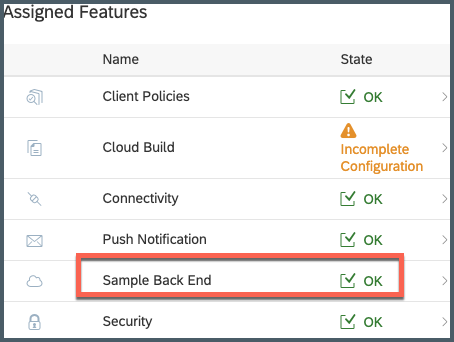 Assigned Features
Name State
Client Policies OK
Cloud Build Incomplete
Configuration
Connectivity OK
Push Notification OK
Sample Back End OK
Security OK